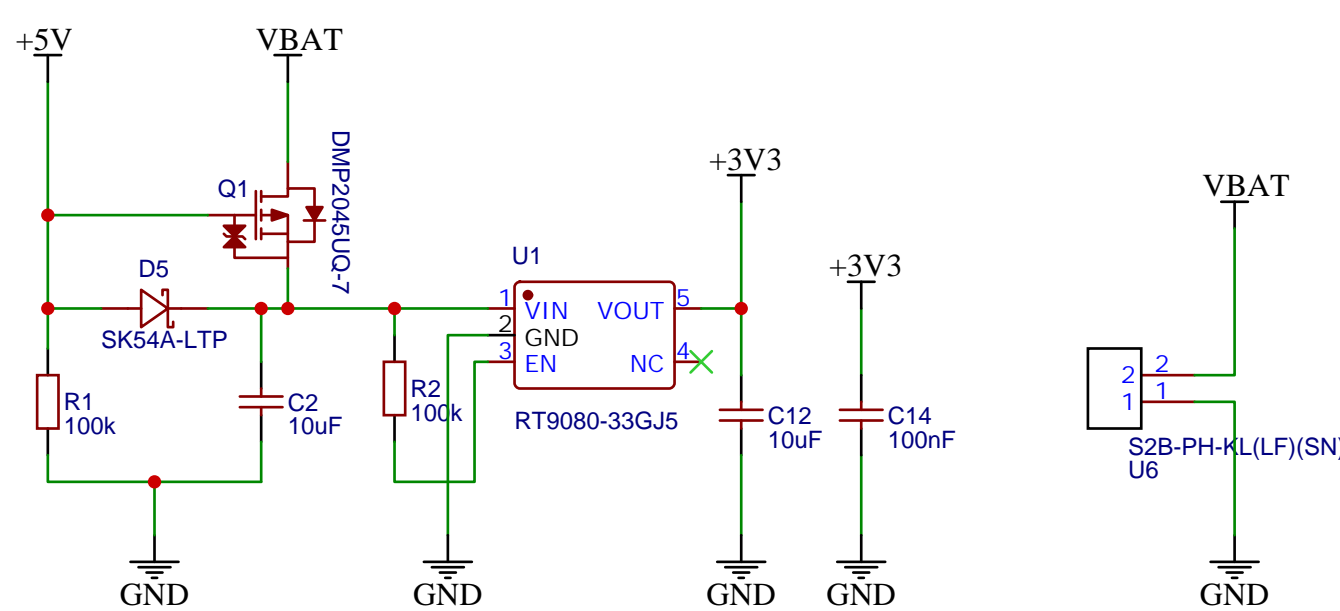 +5V
VBAT
Q1
DMP2045UQ-7
D5
SK54A-LTP
R1
100k
C2
10uF
GND
R2
100k
U1
1
VIN
2
GND
3
EN
VOUT
5
NC
4
RT9080-33GJ5
GND
+3V3
C12
10uF
GND
+3V3
C14
100nF
GND
VBAT
2
2
1
1
S2B-PH-KL(LF)(SN)
U6
GND